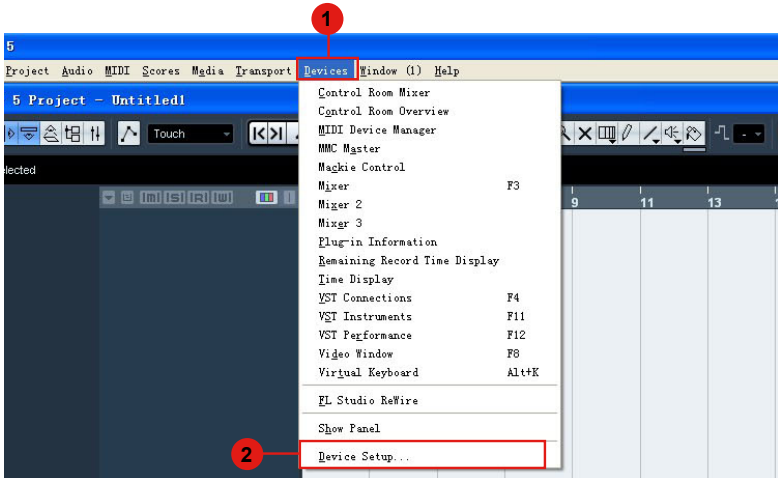 1
5
Project Audio MIDI Scores Media Transport Devices Window (1) Help
5 Project - Untitled1
Touch
elected
[m] [S] [R] [W]
9 11 13
Control Room Mixer
Control Room Overview
MIDI Device Manager
MMC Master
Mackie Control
Mixer F3
Mixer 2
Mixer 3
Plug-in Information
Remaining Record Time Display
Time Display
VST Connections F4
VST Instruments F11
VST Performance F12
Video Window F8
Virtual Keyboard Alt+K
FL Studio ReWire
Show Panel
2
Device Setup...